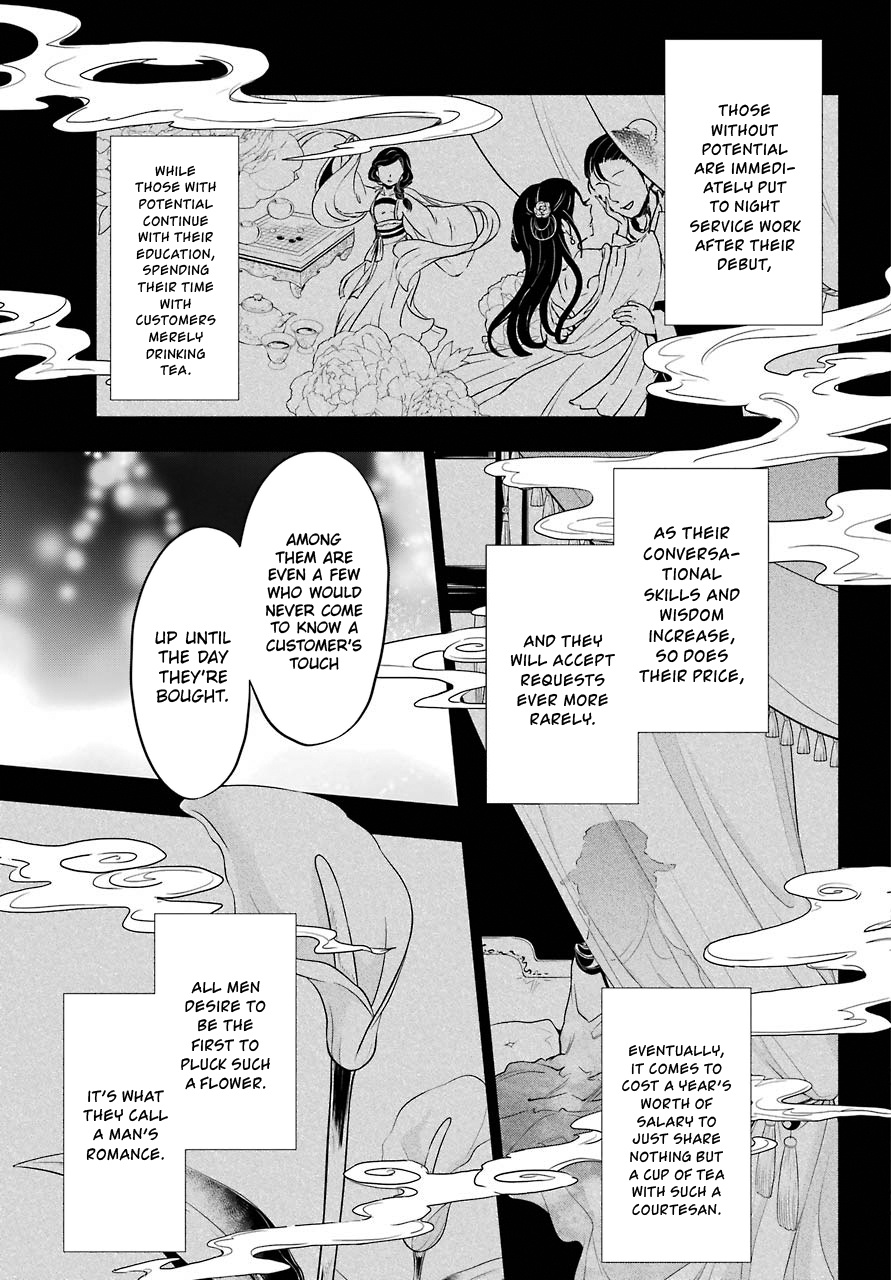 THOSE
WITHOUT
POTENTIAL
ARE IMMEDI-
ATELY PUT
TO NIGHT
SERVICE WORK
AFTER THEIR
DEBUT,
WHILE
THOSE WITH
POTENTIAL
CONTINUE
WITH THEIR
EDUCATION,
SPENDING
THEIR TIME
WITH
CUSTOMERS
MERELY
DRINKING
TEA.
AS THEIR
CONVERSA-
TIONAL
SKILLS AND
WISDOM
INCREASE,
SO DOES
THEIR PRICE,
AND THEY
WILL ACCEPT
REQUESTS
EVER MORE
RARELY.
AMONG
THEM ARE
EVEN A FEW
WHO WOULD
NEVER COME
TO KNOW A
CUSTOMER'S
TOUCH
UP UNTIL
THE DAY
THEY'RE
BOUGHT.
EVENTUALLY,
IT COMES TO
COST A YEAR'S
WORTH OF
SALARY TO
JUST SHARE
NOTHING BUT
A CUP OF TEA
WITH SUCH A
COURTESAN.
ALL MEN
DESIRE TO
BE THE
FIRST TO
PLUCK SUCH
A FLOWER.
IT'S WHAT
THEY CALL
A MAN'S
ROMANCE.